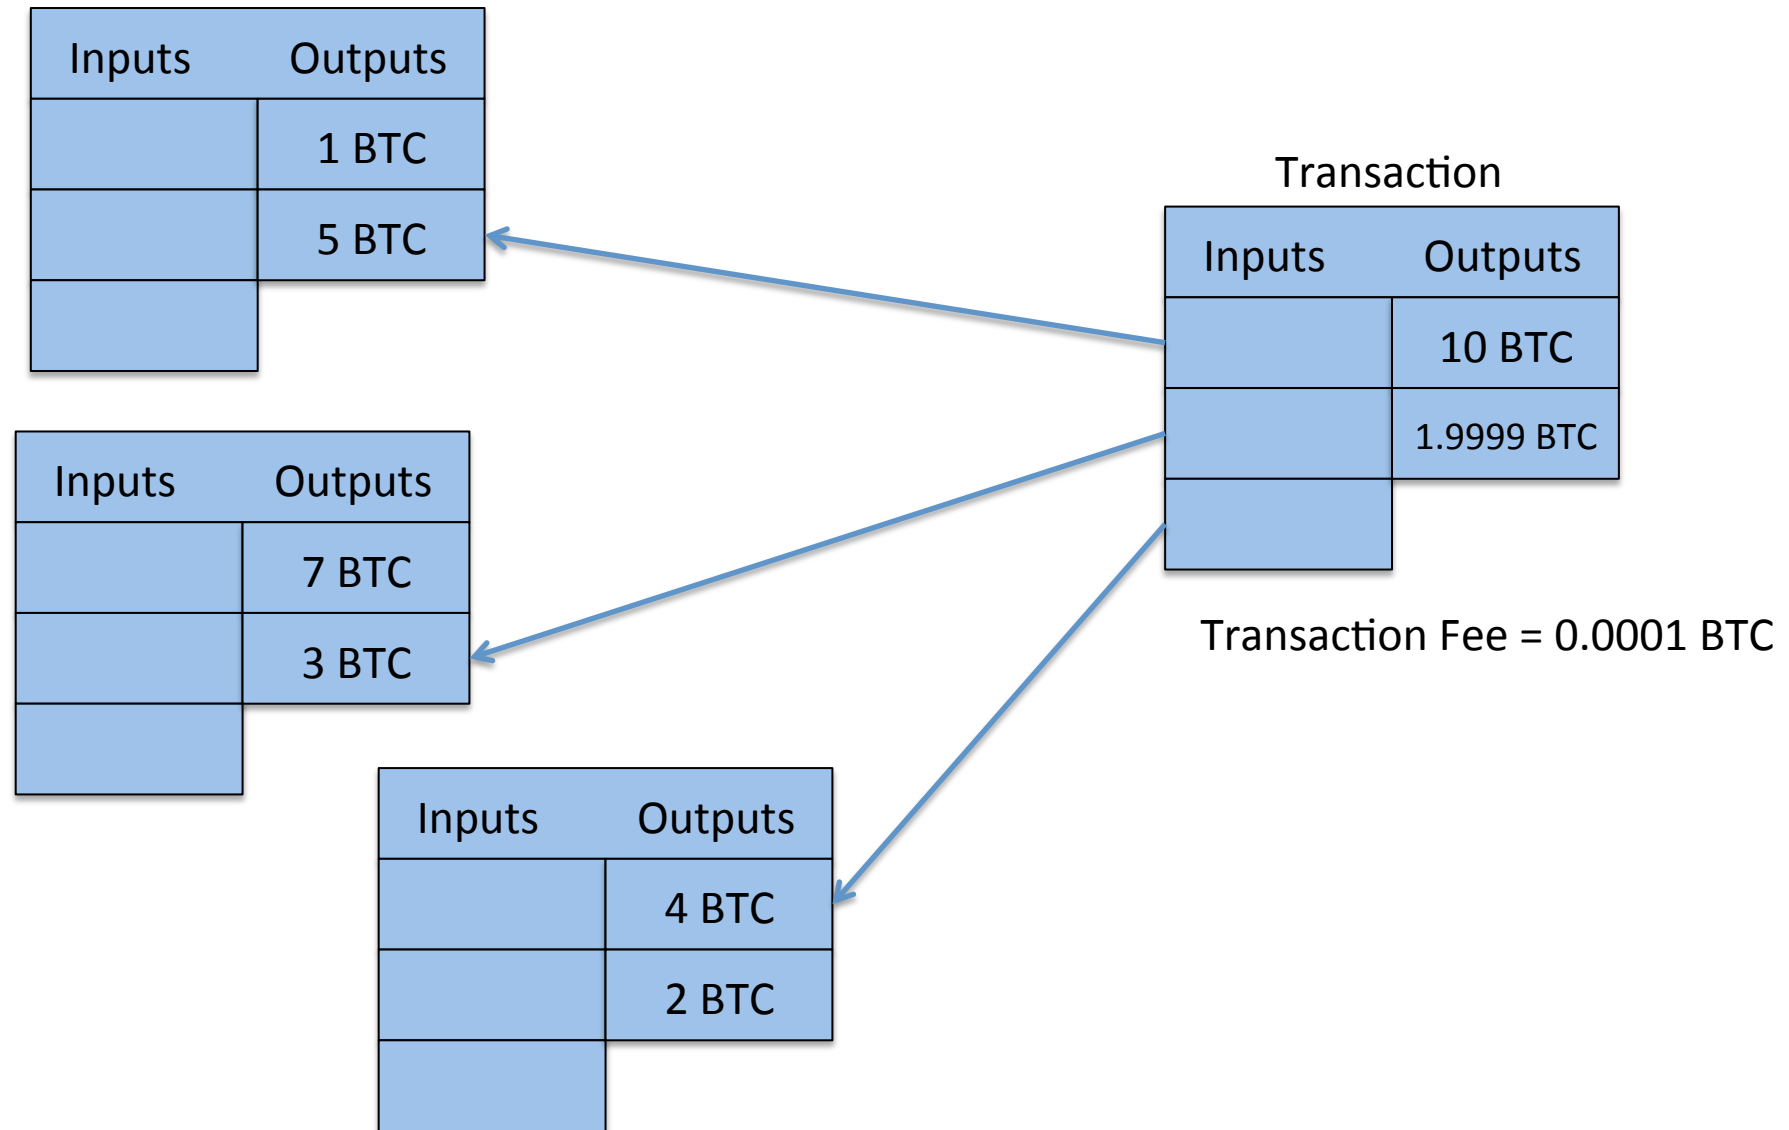 Inputs Outputs
1 BTC
5 BTC
Transaction
Inputs Outputs
10 BTC
1.9999 BTC
Transaction Fee = 0.0001 BTC
Inputs Outputs
7 BTC
3 BTC
Inputs Outputs
4 BTC
2 BTC